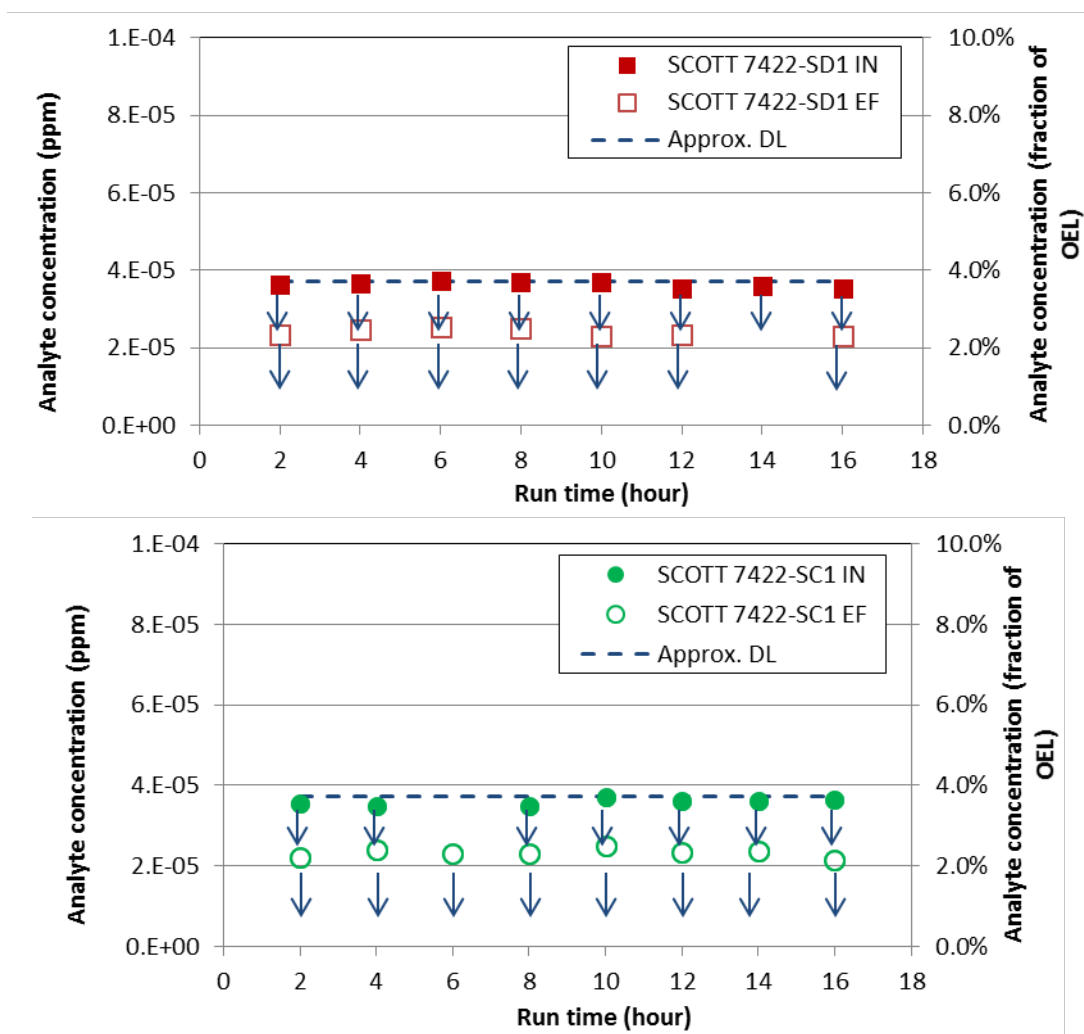 1.E-04
8.E-05
6.E-05
4.E-05
2.E-05
0.E+00
Analyte concentration (ppm)
SCOTT 7422-SD1 IN
SCOTT 7422-SD1 EF
Approx. DL
10.0%
8.0%
6.0%
4.0%
2.0%
0.0%
Analyte concentration (fraction of
OEL)
0 2 4 6 8 10 12 14 16 18
Run time (hour)
1.E-04
8.E-05
6.E-05
4.E-05
2.E-05
0.E+00
Analyte concentration (ppm)
SCOTT 7422-SC1 IN
SCOTT 7422-SC1 EF
Approx. DL
10.0%
8.0%
6.0%
4.0%
2.0%
0.0%
Analyte concentration (fraction of
OEL)
0 2 4 6 8 10 12 14 16 18
Run time (hour)